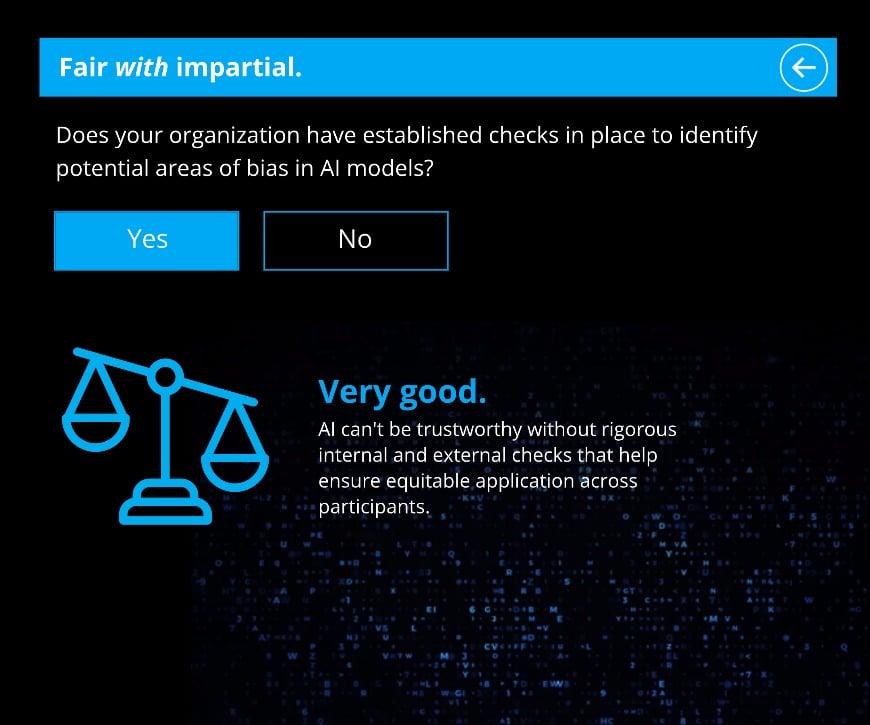 Fair with impartial.
Does your organization have established checks in place to identify
potential areas of bias in AI models?
Yes
No
Very good.
AI can't be trustworthy without rigorous
internal and external checks that help
ensure equitable application across
participants.